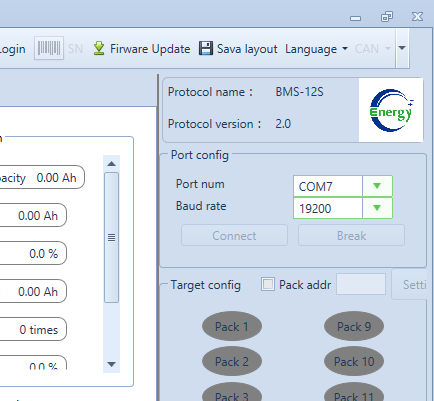 Login SN Firware Update Sava layout Language CAN
Protocol name : BMS-12S
Energy
Protocol version : 2.0
Port config
pacity 0.00 Ah
Port num COM7
0.00 Ah
Baud rate 19200
Connect Break
0.0 %
Target config Pack addr Setti
0.00 Ah
0 times
Pack 1 Pack 9
Pack 2 Pack 10
0.0 %
Pack 3 Pack 11